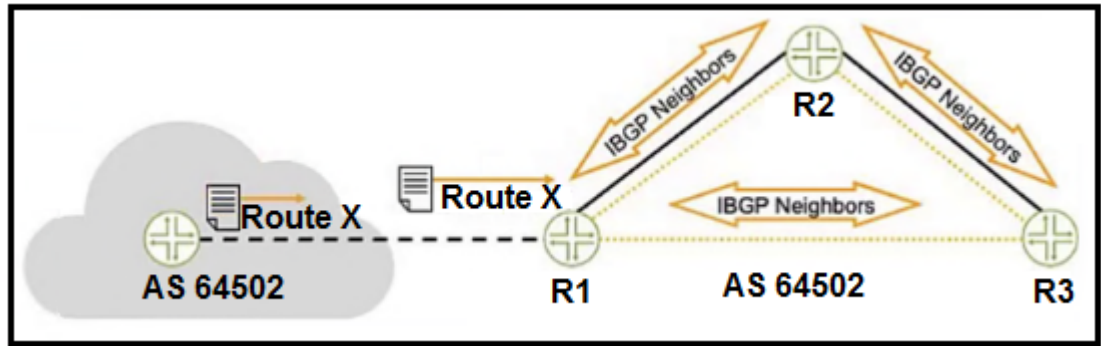 IBGP Neighbors
IBGP Neighbors
R2
Route X
Route X
IBGP Neighbors
AS 64502
R1
AS 64502
R3